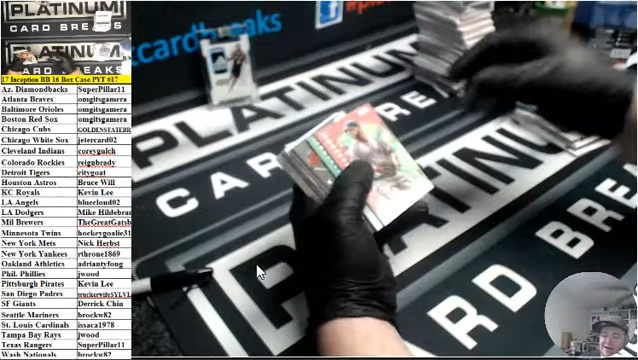 PLATINUM
CARD BREAKS
PLATINUM
CARD BREAKS
cardbreaks
PLATINUM
CARD
PLATINUM
CARD BRE
17 Inception BB 16 Box Case PYT #17
Az. Diamondbacks SuperPillar11
Atlanta Braves omgitsgamera
Baltimore Orioles omgitsgamera
Boston Red Sox omgitsgamera
Chicago Cubs GOLDENSTATEBR
Chicago White Sox jetercard02
Cleveland Indians coreygulch
Colorado Rockies reignbrady
Detroit Tigers citygoat
Houston Astros Bruce Will
KC Royals Kevin Lee
LA Angels bluecloud02
LA Dodgers Mike Hildebran
Mil Brewers TheGreatGatsb
Minnesota Twins hockeygoalie31
New York Mets Nick Herbst
New York Yankees rthrone1869
Oakland Athletics adriantyfong
Phil. Phillies jwood
Pittsburgh Pirates Kevin Lee
San Diego Padres
SF Giants Derrick Chin
Seattle Mariners brockw82
St. Louis Cardinals issaca1978
Tampa Bay Rays jwood
Texas Rangers SuperPillar11
Wash Nationals brockw82